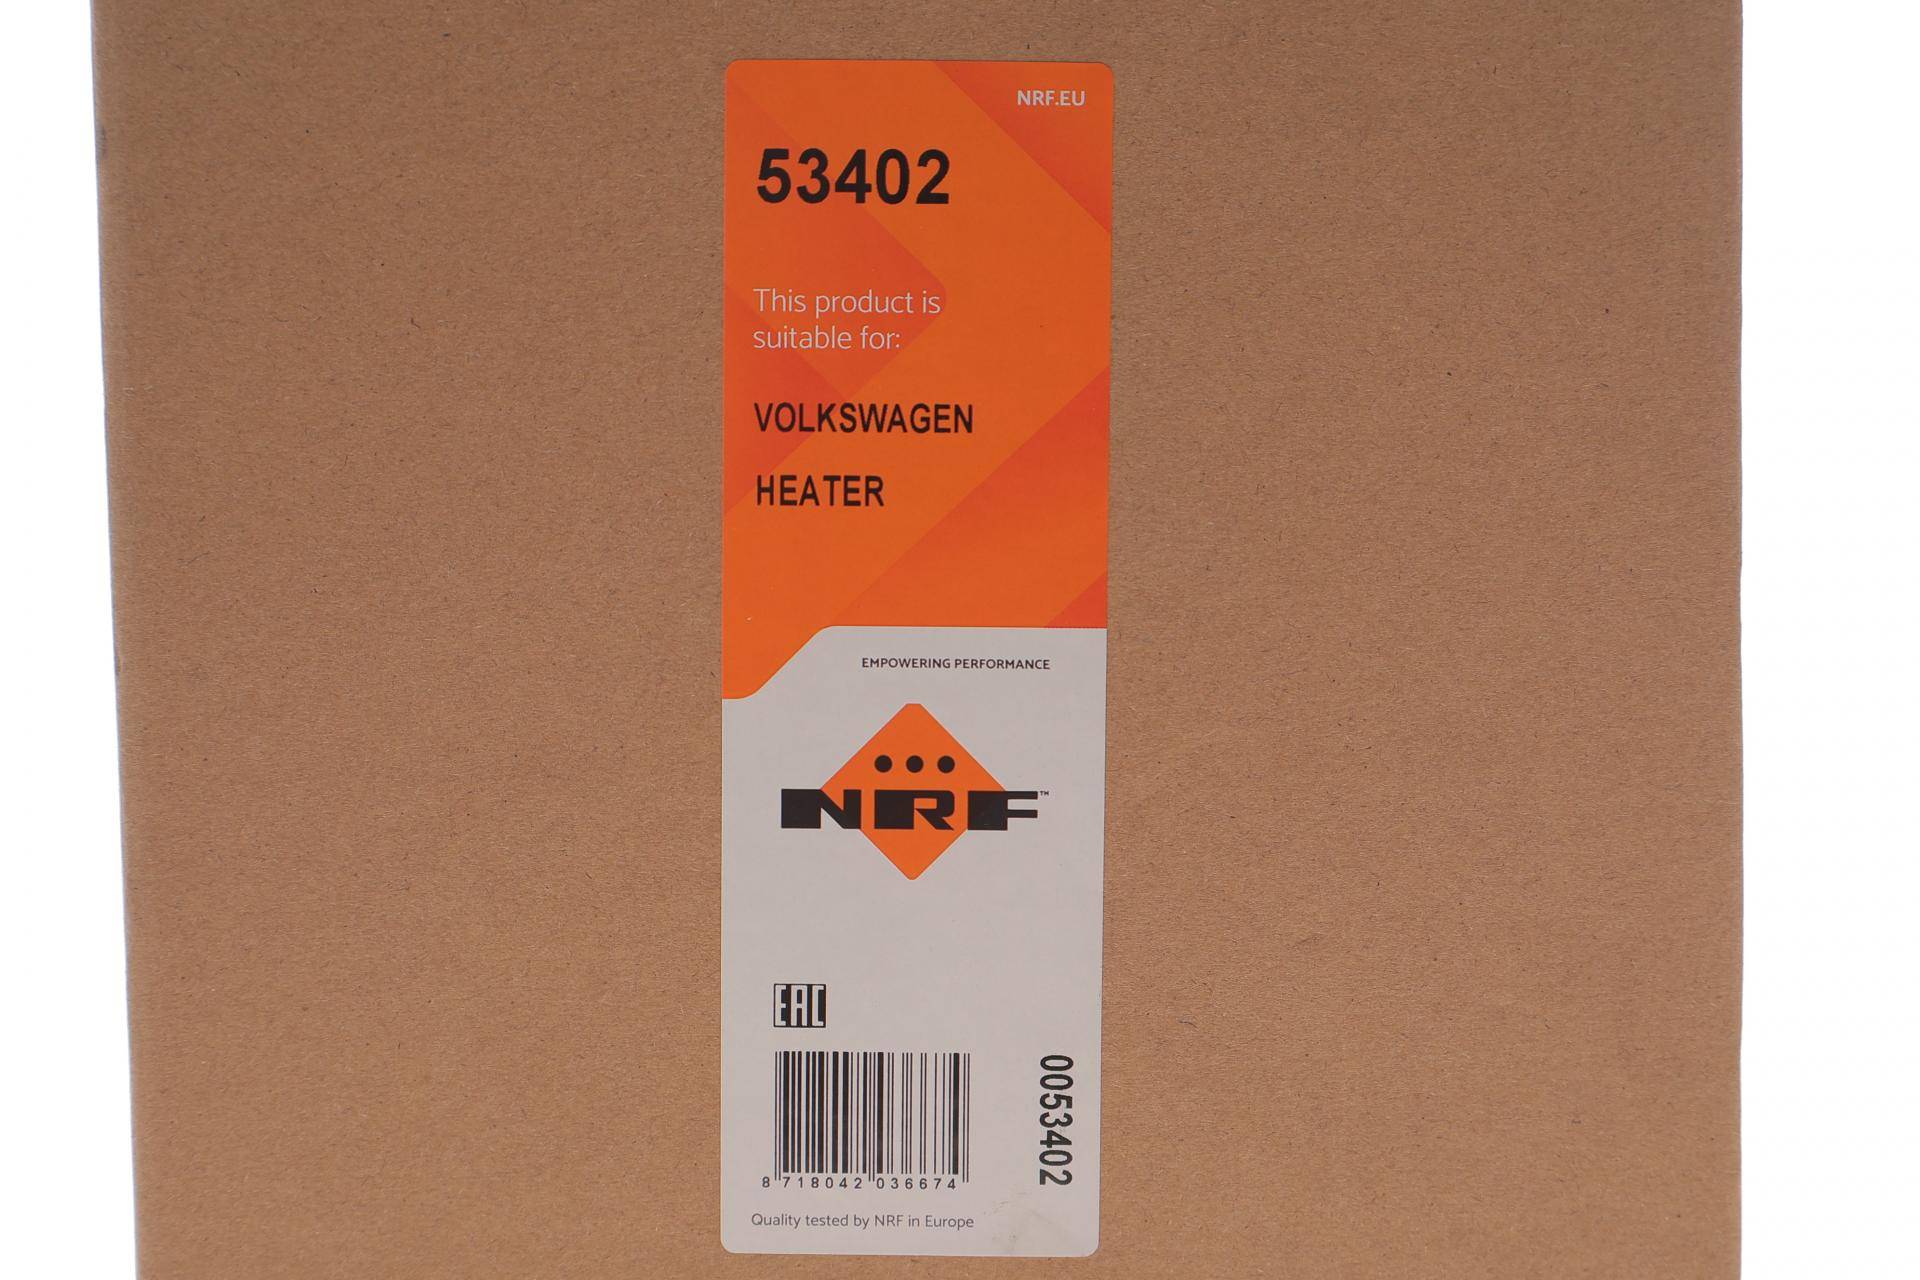 NRF.EU
53402
This product is
suitable for:
VOLKSWAGEN
HEATER
EMPOWERING PERFORMANCE
NRF™
EAC
0053402
8 718042 036674
Quality tested by NRF in Europe